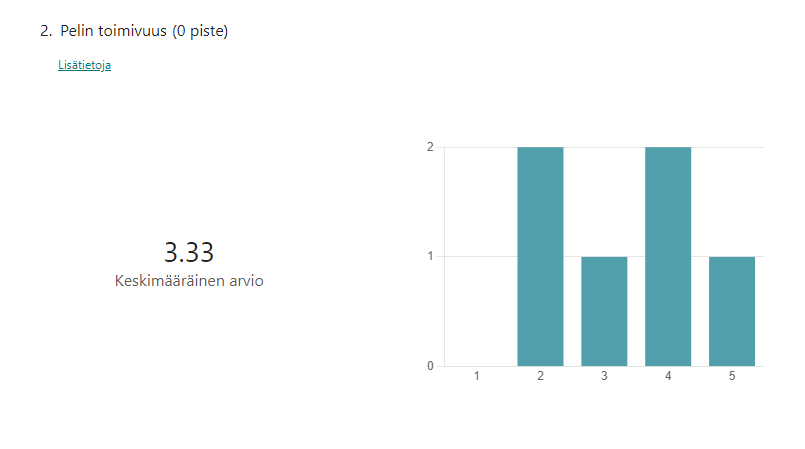 2. Pelin toimivuus (0 piste)
Lisätietoja
3.33
Keskimääräinen arvio
2
1
0
1 2 3 4 5